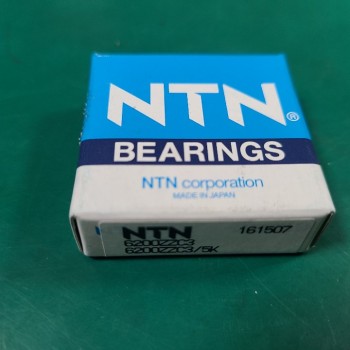 NTN®
BEARINGS
NTN corporation
MADE IN JAPAN
NTN 161507